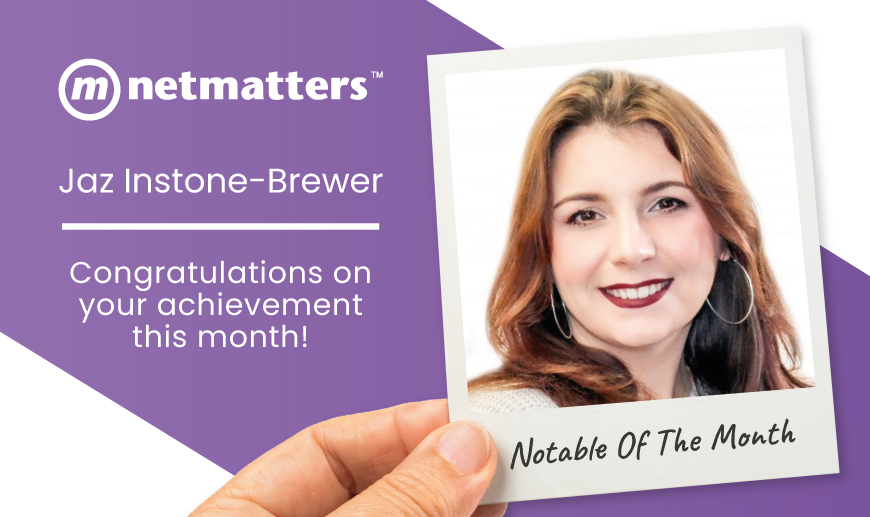 m netmatters™
Jaz Instone-Brewer
Congratulations on
your achievement
this month!
Notable Of The Month